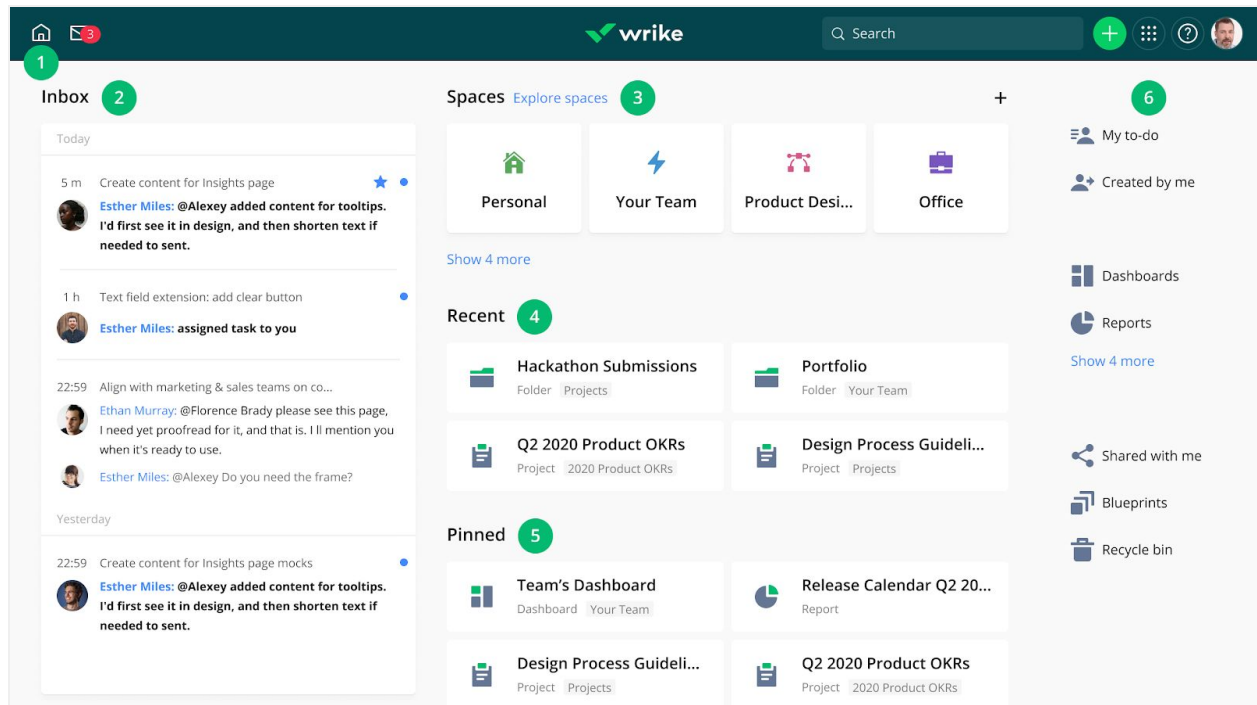 3
wrike
Search
1
Inbox 2
Today
5 m Create content for Insights page
Esther Miles: @Alexey added content for tooltips.
I'd first see it in design, and then shorten text if
needed to sent.
1 h Text field extension: add clear button
Esther Miles: assigned task to you
22:59 Align with marketing & sales teams on co...
Ethan Murray: @Florence Brady please see this page,
I need yet proofread for it, and that is. I ll mention you
when it's ready to use.
Esther Miles: @Alexey Do you need the frame?
Yesterday
22:59 Create content for Insights page mocks
Esther Miles: @Alexey added content for tooltips.
I'd first see it in design, and then shorten text if
needed to sent.
Spaces Explore spaces 3 +
Personal
Your Team
Product Desi...
Office
Show 4 more
Recent 4
Hackathon Submissions
Folder Projects
Portfolio
Folder Your Team
Q2 2020 Product OKRs
Project 2020 Product OKRs
Design Process Guideli...
Project Projects
Pinned 5
Team's Dashboard
Dashboard Your Team
Release Calendar Q2 20...
Report
Design Process Guideli...
Project Projects
Q2 2020 Product OKRs
Project 2020 Product OKRs
6
My to-do
Created by me
Dashboards
Reports
Show 4 more
Shared with me
Blueprints
Recycle bin